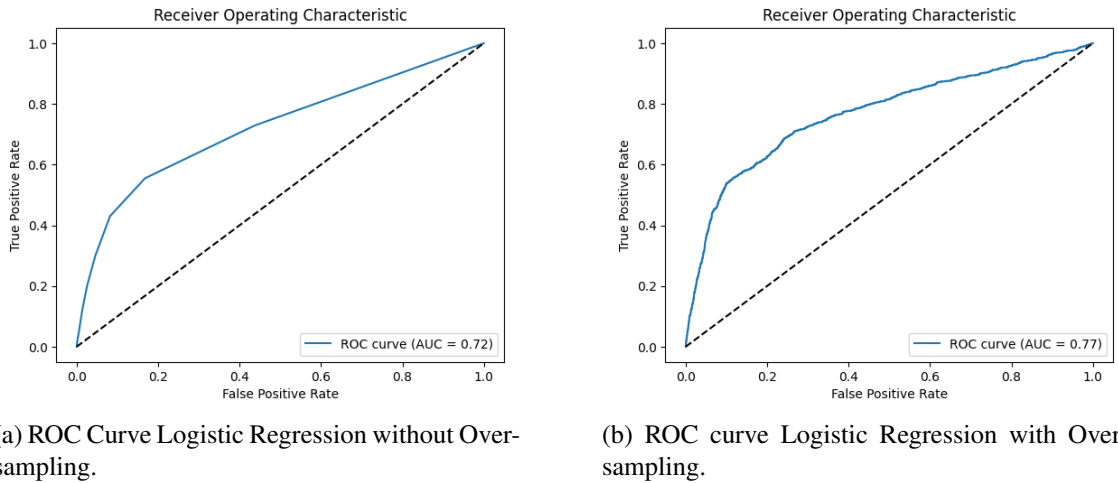 Receiver Operating Characteristic
1.0
0.8
0.6
0.4
0.2
0.0
True Positive Rate
ROC curve (AUC = 0.72)
0.0 0.2 0.4 0.6 0.8 1.0
False Positive Rate
(a) ROC Curve Logistic Regression without Over-
sampling.
Receiver Operating Characteristic
1.0
0.8
0.6
0.4
0.2
0.0
True Positive Rate
ROC curve (AUC = 0.77)
0.0 0.2 0.4 0.6 0.8 1.0
False Positive Rate
(b) ROC curve Logistic Regression with Over
sampling.